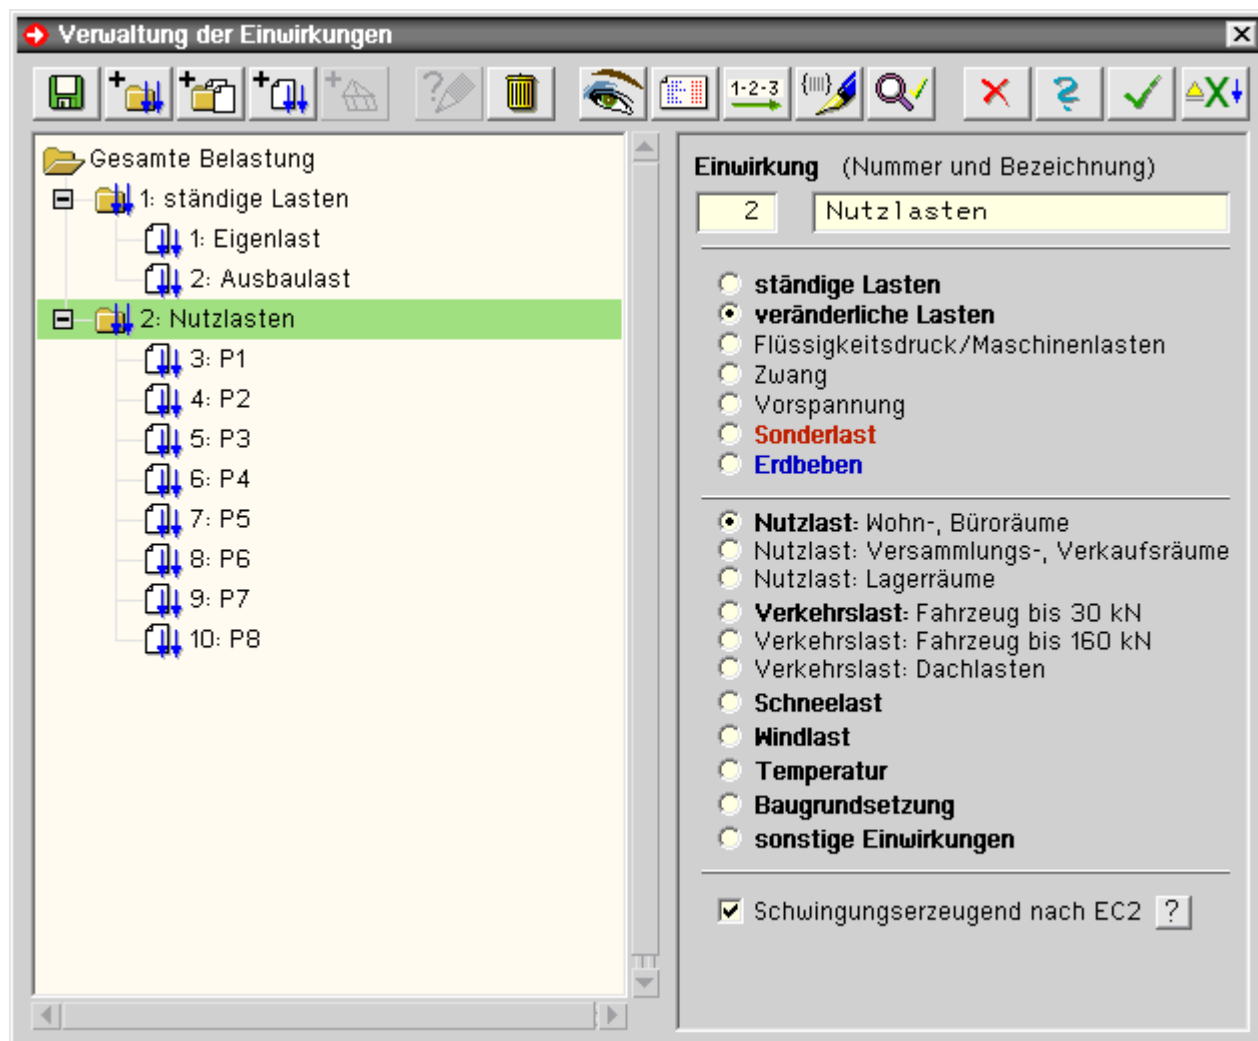 Verwaltung der Einwirkungen
1-2-3
Gesamte Belastung
1: ständige Lasten
1: Eigenlast
2: Ausbaulast
2: Nutzlasten
3: P1
4: P2
5: P3
6: P4
7: P5
8: P6
9: P7
10: P8
Einwirkung (Nummer und Bezeichnung)
2 Nutzlasten
ständige Lasten
veränderliche Lasten
Flüssigkeitsdruck/Maschinenlasten
Zwang
Vorspannung
Sonderlast
Erdbeben
Nutzlast: Wohn-, Büroräume
Nutzlast: Versammlungs-, Verkaufsräume
Nutzlast: Lagerräume
Verkehrslast: Fahrzeug bis 30 kN
Verkehrslast: Fahrzeug bis 160 kN
Verkehrslast: Dachlasten
Schneelast
Windlast
Temperatur
Baugrundsetzung
sonstige Einwirkungen
Schwingungserzeugend nach EC2 ?